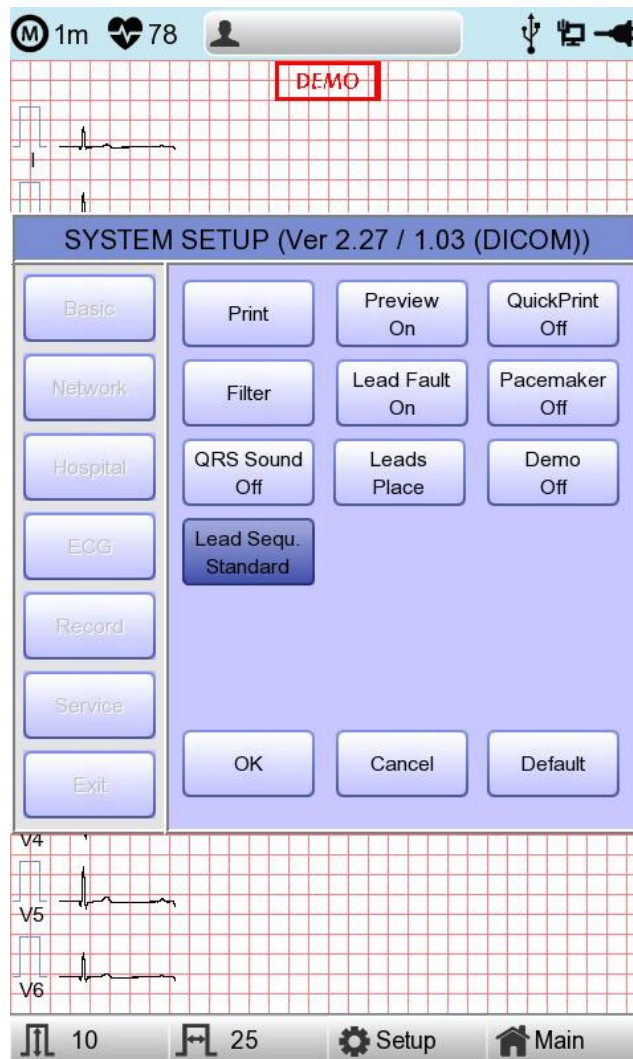 M 1m 78
DEMO
I
SYSTEM SETUP (Ver 2.27 / 1.03 (DICOM))
Basic
Network
Hospital
ECG
Record
Service
Exit
Print
Preview
On
QuickPrint
Off
Filter
Lead Fault
On
Pacemaker
Off
QRS Sound
Off
Leads
Place
Demo
Off
Lead Sequ.
Standard
OK
Cancel
Default
V4
V5
V6
10 25 Setup Main